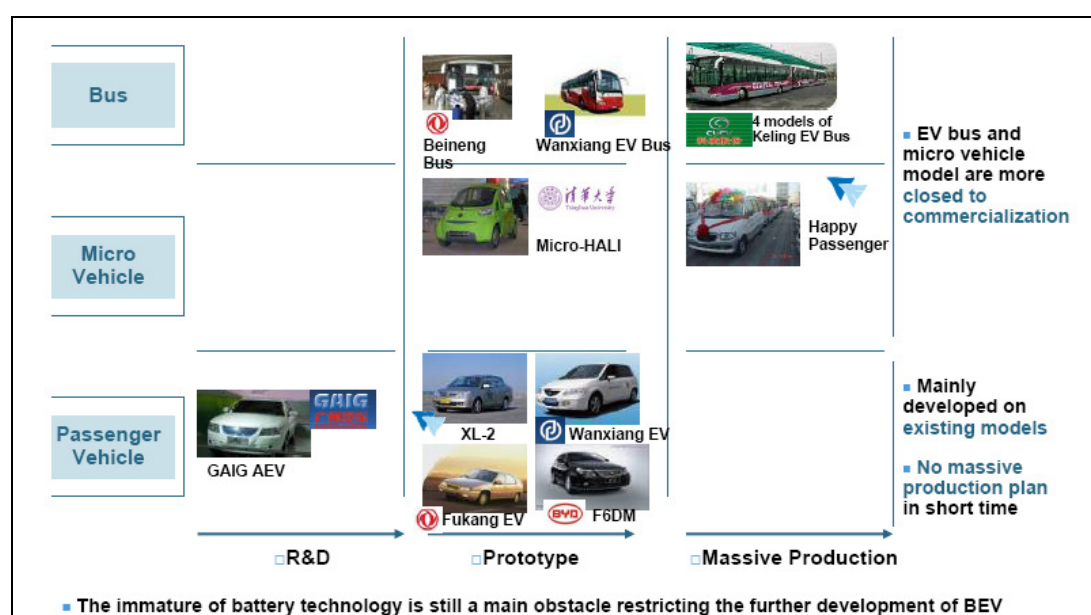 Bus
Beineng
Bus
Wanxiang EV Bus
4 models of
Keling EV Bus
■ EV bus and
micro vehicle
model are more
closed to
commercialization
Micro
Vehicle
清华大学
Tsinghua University
Micro-HALI
Happy
Passenger
Passenger
Vehicle
GAIG
GAIG AEV
XL-2
Wanxiang EV
Fukang EV
BYD
F6DM
■ Mainly
developed on
existing models
■ No massive
production plan
in short time
□R&D
□Prototype
□Massive Production
■ The immature of battery technology is still a main obstacle restricting the further development of BEV